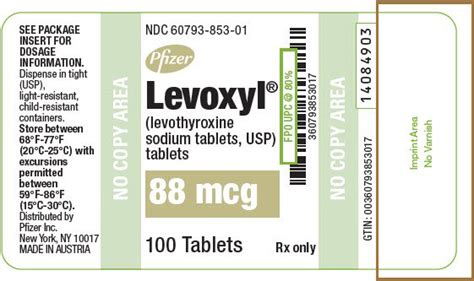 SEE PACKAGE
INSERT FOR
DOSAGE
INFORMATION.
Dispense in tight
(USP),
light-resistant,
child-resistant
containers.
Store between
68°F-77°F
(20°C-25°C) with
excursions
permitted
between
59°F-86°F
(15°C-30°C).
Distributed by
Pfizer Inc.
New York, NY 10017
MADE IN AUSTRIA
NO COPY AREA
NDC 60793-853-01
Pfizer
Levoxyl®
(levothyroxine
sodium tablets, USP)
tablets
88 mcg
100 Tablets
Rx only
FPO UPC @ 80%
360793853017
NO COPY AREA
14084903
GTIN: 00360793853017
Imprint Area
No Varnish